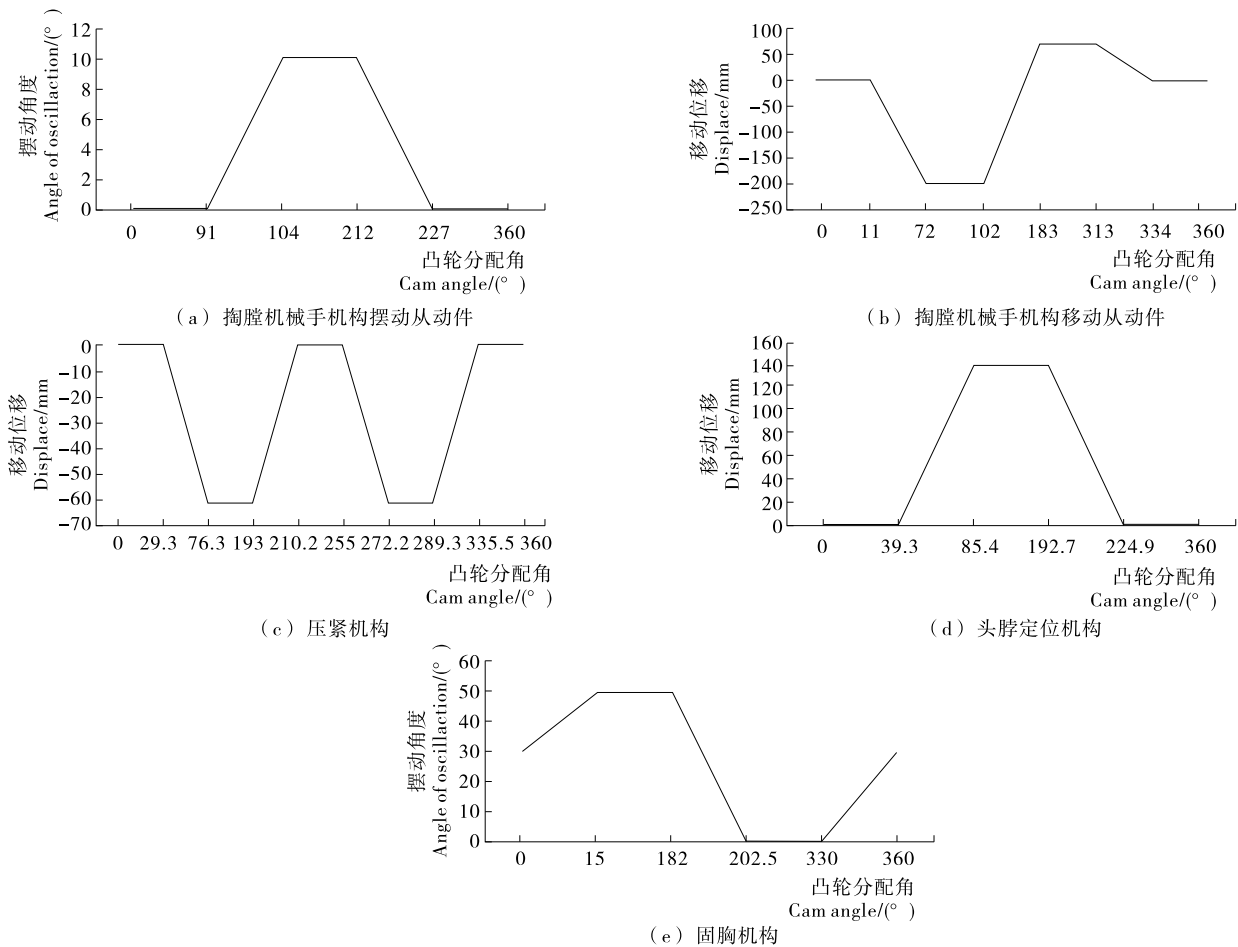 摆动角度
Angle of oscillaction/(° )
12
10
8
6
4
2
0
0 91 104 212 227 360
凸轮分配角
Cam angle/(° )
(a) 掏膛机械手机构摆动从动件
移动位移
Displace/mm
100
50
0
-50
-100
-150
-200
-250
0 11 72 102 183 313 334 360
凸轮分配角
Cam angle/(° )
(b) 掏膛机械手机构移动从动件
移动位移
Displace/mm
0
-10
-20
-30
-40
-50
-60
-70
0 29.3 76.3 193 210.2 255 272.2 289.3 335.5 360
凸轮分配角
Cam angle/(° )
(c) 压紧机构
移动位移
Displace/mm
160
140
120
100
80
60
40
20
0
0 39.3 85.4 192.7 224.9 360
凸轮分配角
Cam angle/(° )
(d) 头脖定位机构
摆动角度
Angle of oscillaction/(° )
60
50
40
30
20
10
0
0 15 182 202.5 330 360
凸轮分配角
Cam angle/(° )
(e) 固胸机构